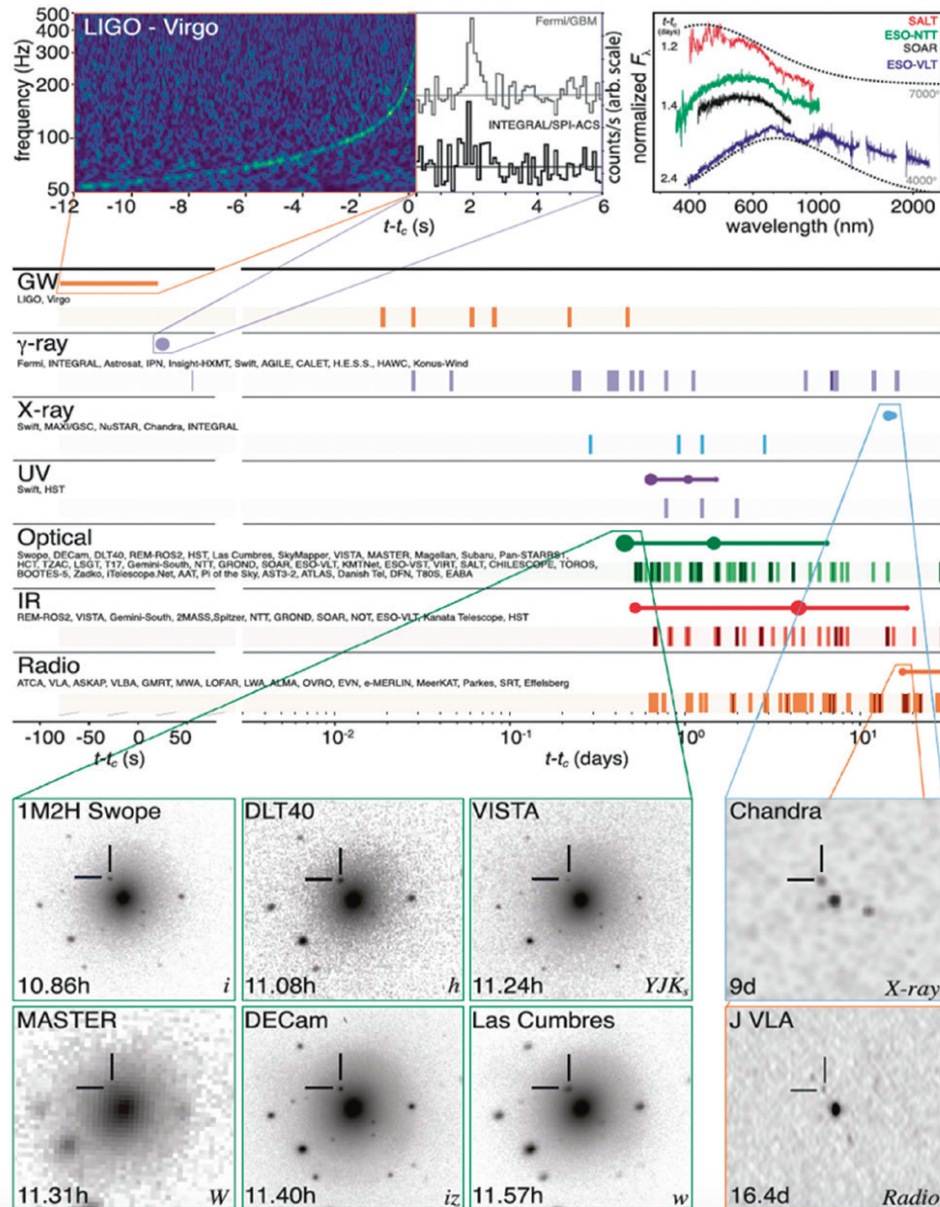 LIGO - Virgo
frequency (Hz)
500
400
300
200
100
50
-12 -10 -8 -6 -4 -2 0 2 4 6
t-tc (s)
Fermi/GBM
INTEGRAL/SPI-ACS
counts/s (arb. scale)
normalized Fλ
t-tc
(days)
1.2
1.4
2.4
SALT
ESO-NTT
SOAR
ESO-VLT
7000°
4000°
400 600 1000 2000
wavelength (nm)
GW
LIGO, Virgo
γ-ray
Fermi, INTEGRAL, Astrosat, IPN, Insight-HXMT, Swift, AGILE, CALET, H.E.S.S., HAWC, Konus-Wind
X-ray
Swift, MAXI/GSC, NuSTAR, Chandra, INTEGRAL
UV
Swift, HST
Optical
Swope, DECam, DLT40, REM-ROS2, HST, Las Cumbres, SkyMapper, VISTA, MASTER, Magellan, Subaru, Pan-STARRS1,
HCT, TZAC, LSGT, T17, Gemini-South, NTT, GROND, SOAR, ESO-VLT, KMTNet, ESO-VST, VIRT, SALT, CHILESCOPE, TOROS,
BOOTES-5, Zadko, iTelescope.Net, AAT, Pi of the Sky, AST3-2, ATLAS, Danish Tel, DFN, T80S, EABA
IR
REM-ROS2, VISTA, Gemini-South, 2MASS,Spitzer, NTT, GROND, SOAR, NOT, ESO-VLT, Kanata Telescope, HST
Radio
ATCA, VLA, ASKAP, VLBA, GMRT, MWA, LOFAR, LWA, ALMA, OVRO, EVN, e-MERLIN, MeerKAT, Parkes, SRT, Effelsberg
-100 -50 0 50 10⁻² 10⁻¹ 10⁰ 10¹
t-tc (s) t-tc (days)
1M2H Swope
10.86h i
DLT40
11.08h h
VISTA
11.24h YJKs
Chandra
9d X-ray
MASTER
11.31h W
DECam
11.40h iz
Las Cumbres
11.57h w
J VLA
16.4d Radio